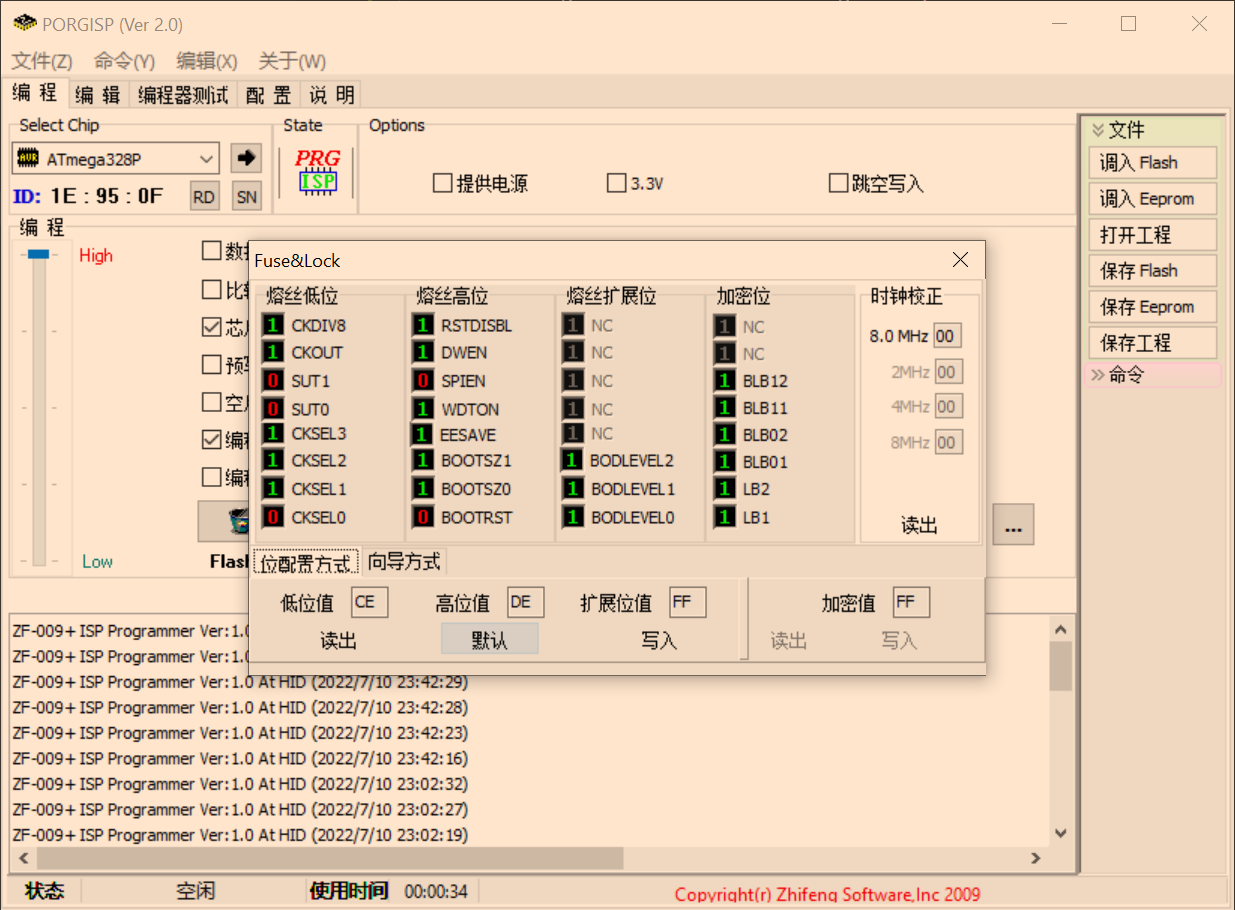 PORGISP (Ver 2.0)
文件(Z) 命令(Y) 编辑(X) 关于(W)
编 程 编 辑 编程器测试 配 置 说 明
Select Chip State Options
ATmega328P
PRG
ISP
提供电源 3.3V 跳空写入
ID: 1E : 95 : 0F RD SN
编 程
High
Low
Fuse&Lock
熔丝低位 熔丝高位 熔丝扩展位 加密位 时钟校正
1 CKDIV8 1 RSTDISBL 1 NC 1 NC 8.0 MHz 00
1 CKOUT 1 DWEN 1 NC 1 NC 2MHz 00
0 SUT1 0 SPIEN 1 NC 1 BLB12
0 SUT0 1 WDTON 1 NC 1 BLB11 4MHz 00
1 CKSEL3 1 EESAVE 1 NC 1 BLB02 8MHz 00
1 CKSEL2 1 BOOTSZ1 1 BODLEVEL2 1 BLB01
1 CKSEL1 1 BOOTSZ0 1 BODLEVEL1 1 LB2
0 CKSEL0 0 BOOTRST 1 BODLEVEL0 1 LB1 读出
...
位配置方式 向导方式
低位值 CE 高位值 DE 扩展位值 FF 加密值 FF
读出 默认 写入 读出 写入
ZF-009+ ISP Programmer Ver:1.0
ZF-009+ ISP Programmer Ver:1.0
ZF-009+ ISP Programmer Ver:1.0 At HID (2022/7/10 23:42:29)
ZF-009+ ISP Programmer Ver:1.0 At HID (2022/7/10 23:42:28)
ZF-009+ ISP Programmer Ver:1.0 At HID (2022/7/10 23:42:23)
ZF-009+ ISP Programmer Ver:1.0 At HID (2022/7/10 23:42:16)
ZF-009+ ISP Programmer Ver:1.0 At HID (2022/7/10 23:02:32)
ZF-009+ ISP Programmer Ver:1.0 At HID (2022/7/10 23:02:27)
ZF-009+ ISP Programmer Ver:1.0 At HID (2022/7/10 23:02:19)
文件
调入 Flash
调入 Eeprom
打开工程
保存 Flash
保存 Eeprom
保存工程
命令
状态 空闲 使用时间 00:00:34 Copyright(r) Zhifeng Software,Inc 2009